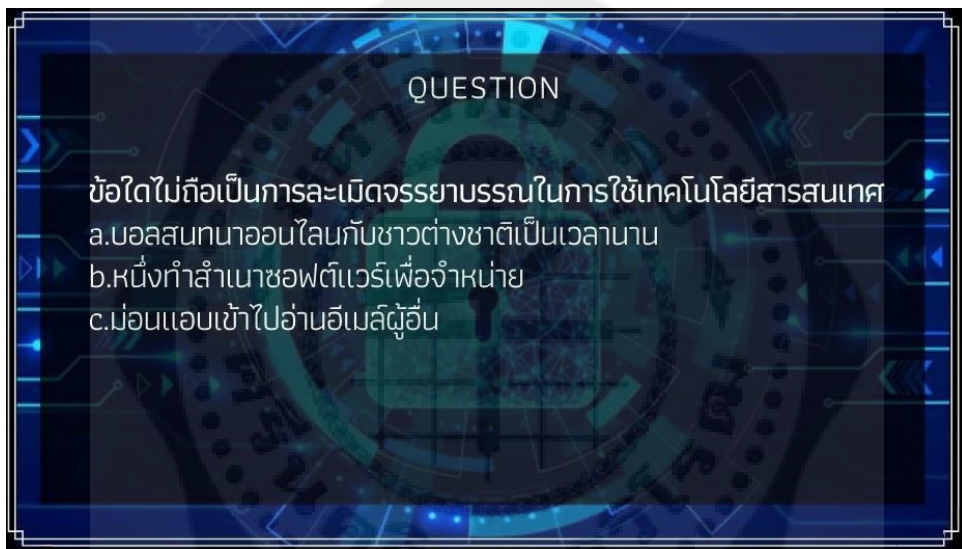 QUESTION
ข้อใดไม่ถือเป็นการละเมิดจรรยาบรรณในการใช้เทคโนโลยีสารสนเทศ
a.บอลสนทนาออนไลนกับชาวต่างชาติเป็นเวลานาน
b.หนึ่งทำสำเนาซอฟต์แวร์เพื่อจำหน่าย
c.ม่อนแอบเข้าไปอ่านอีเมล์ผู้อื่น